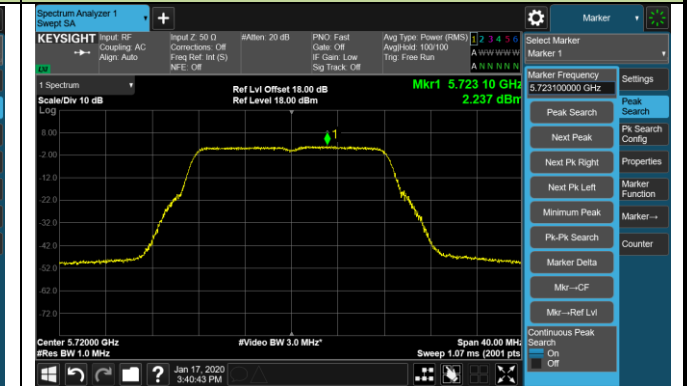 Spectrum Analyzer 1
Swept SA
Marker
KEYSIGHT
Input: RF
Coupling: AC
Align: Auto
Input Z: 50 Ω
Corrections: Off
Freq Ref: Int (S)
NFE: Off
#Atten: 20 dB
PNO: Fast
Gate: Off
IF Gain: Low
Sig Track: Off
Avg Type: Power (RMS)
Avg|Hold: 100/100
Trig: Free Run
1 2 3 4 5 6
A W W W W W
A N N N N N
Select Marker
Marker 1
1 Spectrum
Scale/Div 10 dB
Log
Ref Lvl Offset 18.00 dB
Ref Level 18.00 dBm
Mkr1 5.723 10 GHz
2.237 dBm
1
8.00
-2.00
-12.0
-22.0
-32.0
-42.0
-52.0
-62.0
-72.0
Center 5.72000 GHz
#Res BW 1.0 MHz
#Video BW 3.0 MHz*
Span 40.00 MHz
Sweep 1.07 ms (2001 pts)
Marker Frequency
5.723100000 GHz
Peak Search
Next Peak
Next Pk Right
Next Pk Left
Minimum Peak
Pk-Pk Search
Marker Delta
Mkr→CF
Mkr→Ref Lvl
Continuous Peak
Search
On
Off
Settings
Peak
Search
Pk Search
Config
Properties
Marker
Function
Marker→
Counter
?
Jan 17, 2020
3:40:43 PM